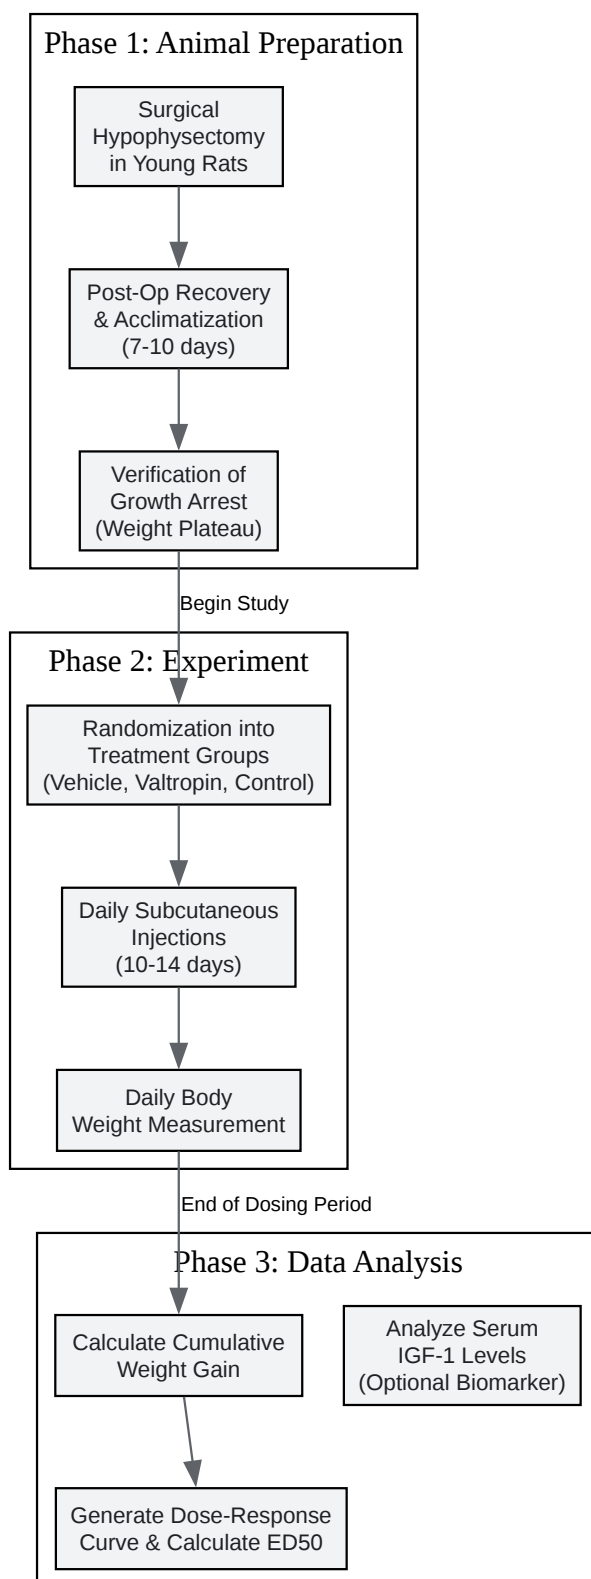 Phase 1: Animal Preparation
Surgical
Hypophysectomy
in Young Rats
Post-Op Recovery
& Acclimatization
(7-10 days)
Verification of
Growth Arrest
(Weight Plateau)
Begin Study
Phase 2: Experiment
Randomization into
Treatment Groups
(Vehicle, Valtropin, Control)
Daily Subcutaneous
Injections
(10-14 days)
Daily Body
Weight Measurement
End of Dosing Period
Phase 3: Data Analysis
Calculate Cumulative
Weight Gain
Analyze Serum
IGF-1 Levels
(Optional Biomarker)
Generate Dose-Response
Curve & Calculate ED50